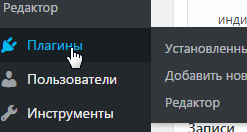 Редактор
инди
Плагины
Установленны
Добавить нов
Пользователи
Редактор
Инструменты
Записи